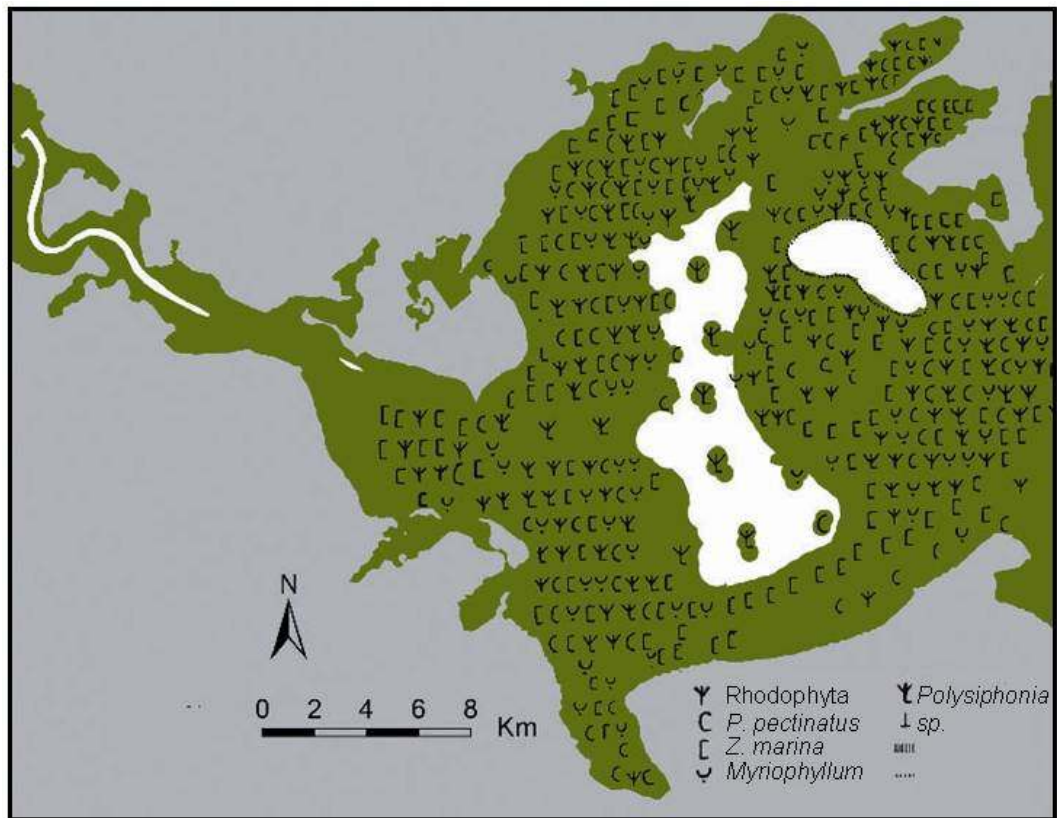 N
0 2 4 6 8
Km
Rhodophyta
P. pectinatus
Z. marina
Myriophyllum
Polysiphonia
sp.